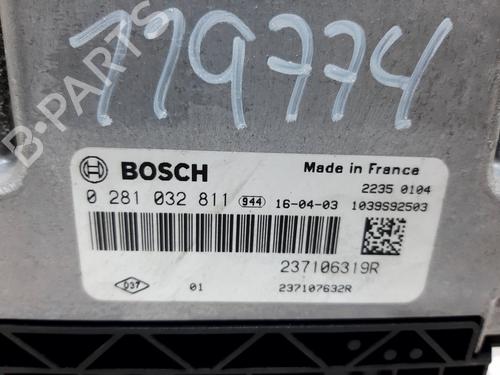 779774
B-PARTS
BOSCH
Made in France
0 281 032 811 944 16-04-03
2235 0104
1039S92503
237106319R
D37 01 237107632R